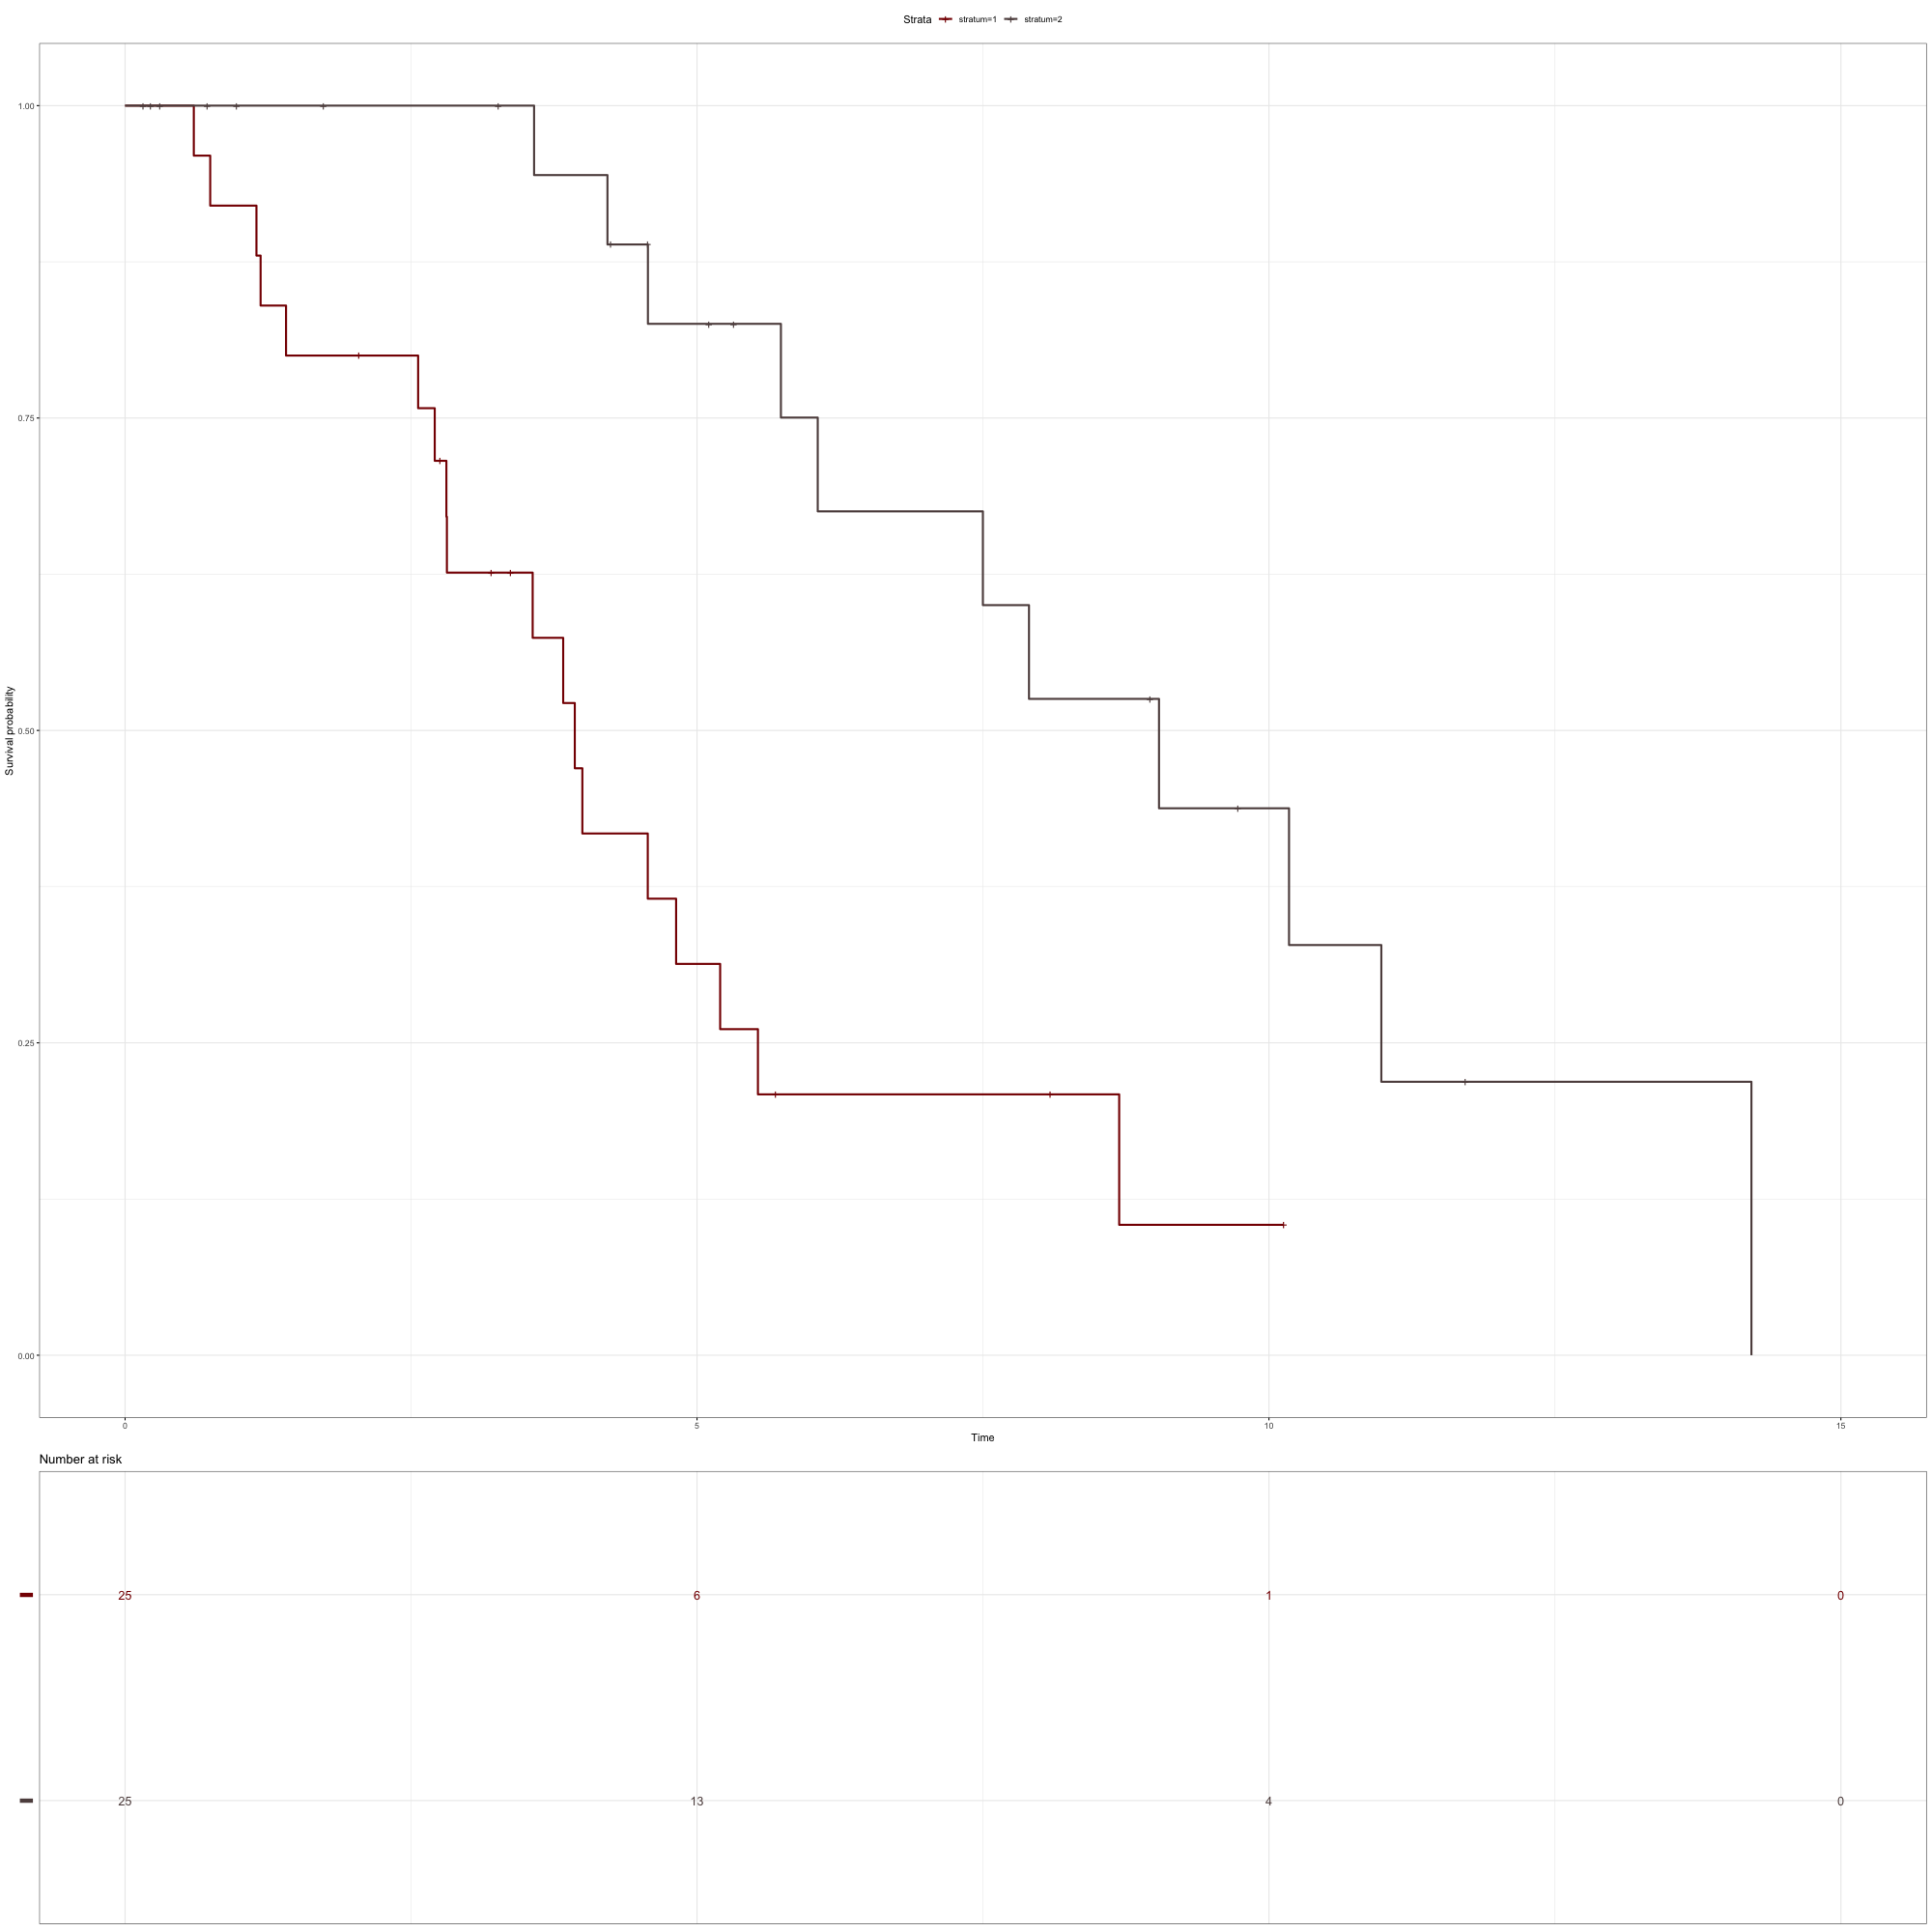 Strata stratum=1 stratum=2
1.00
0.75
0.50
0.25
0.00
Survival probability
0 5 10 15
Time
Number at risk
25 6 1 0
25 13 4 0